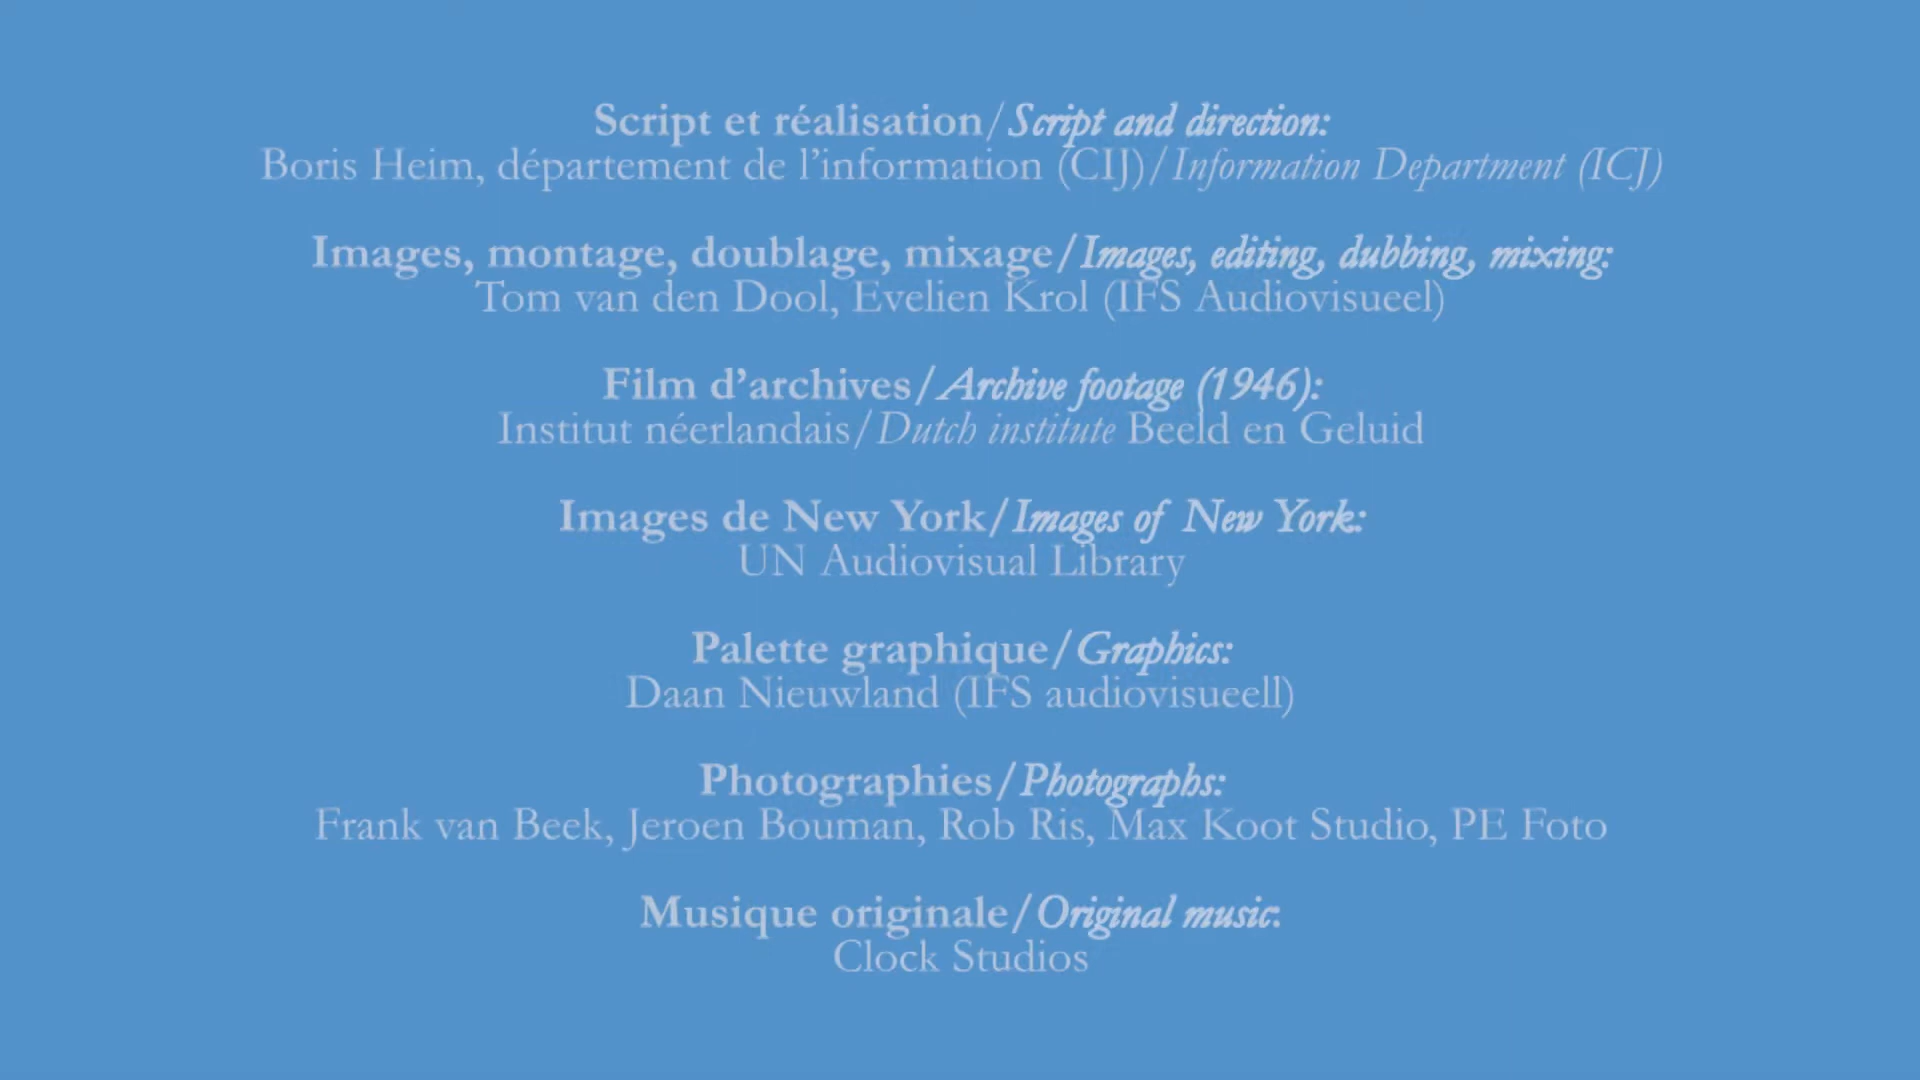 Script et réalisation/Script and direction:
Boris Heim, département de l’information (CIJ)/Information Department (ICJ)
Images, montage, doublage, mixage/Images, editing, dubbing, mixing:
Tom van den Dool, Evelien Krol (IFS Audiovisueel)
Film d’archives/Archive footage (1946):
Institut néerlandais/Dutch institute Beeld en Geluid
Images de New York/Images of New York:
UN Audiovisual Library
Palette graphique/Graphics:
Daan Nieuwland (IFS audiovisueell)
Photographies/Photographs:
Frank van Beek, Jeroen Bouman, Rob Ris, Max Koot Studio, PE Foto
Musique originale/Original music:
Clock Studios